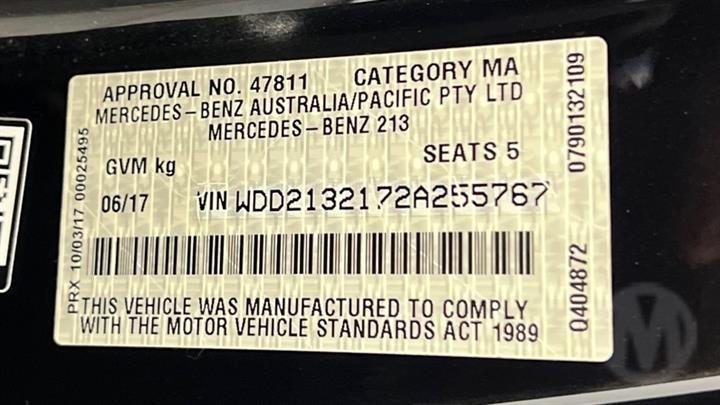 APPROVAL NO. 47811 CATEGORY MA
MERCEDES-BENZ AUSTRALIA/PACIFIC PTY LTD
MERCEDES-BENZ 213
GVM kg SEATS 5
06/17 VIN WDD2132172A255767
THIS VEHICLE WAS MANUFACTURED TO COMPLY
WITH THE MOTOR VEHICLE STANDARDS ACT 1989
PRX 10/03/17 00025495
0790132109
Q404872
M